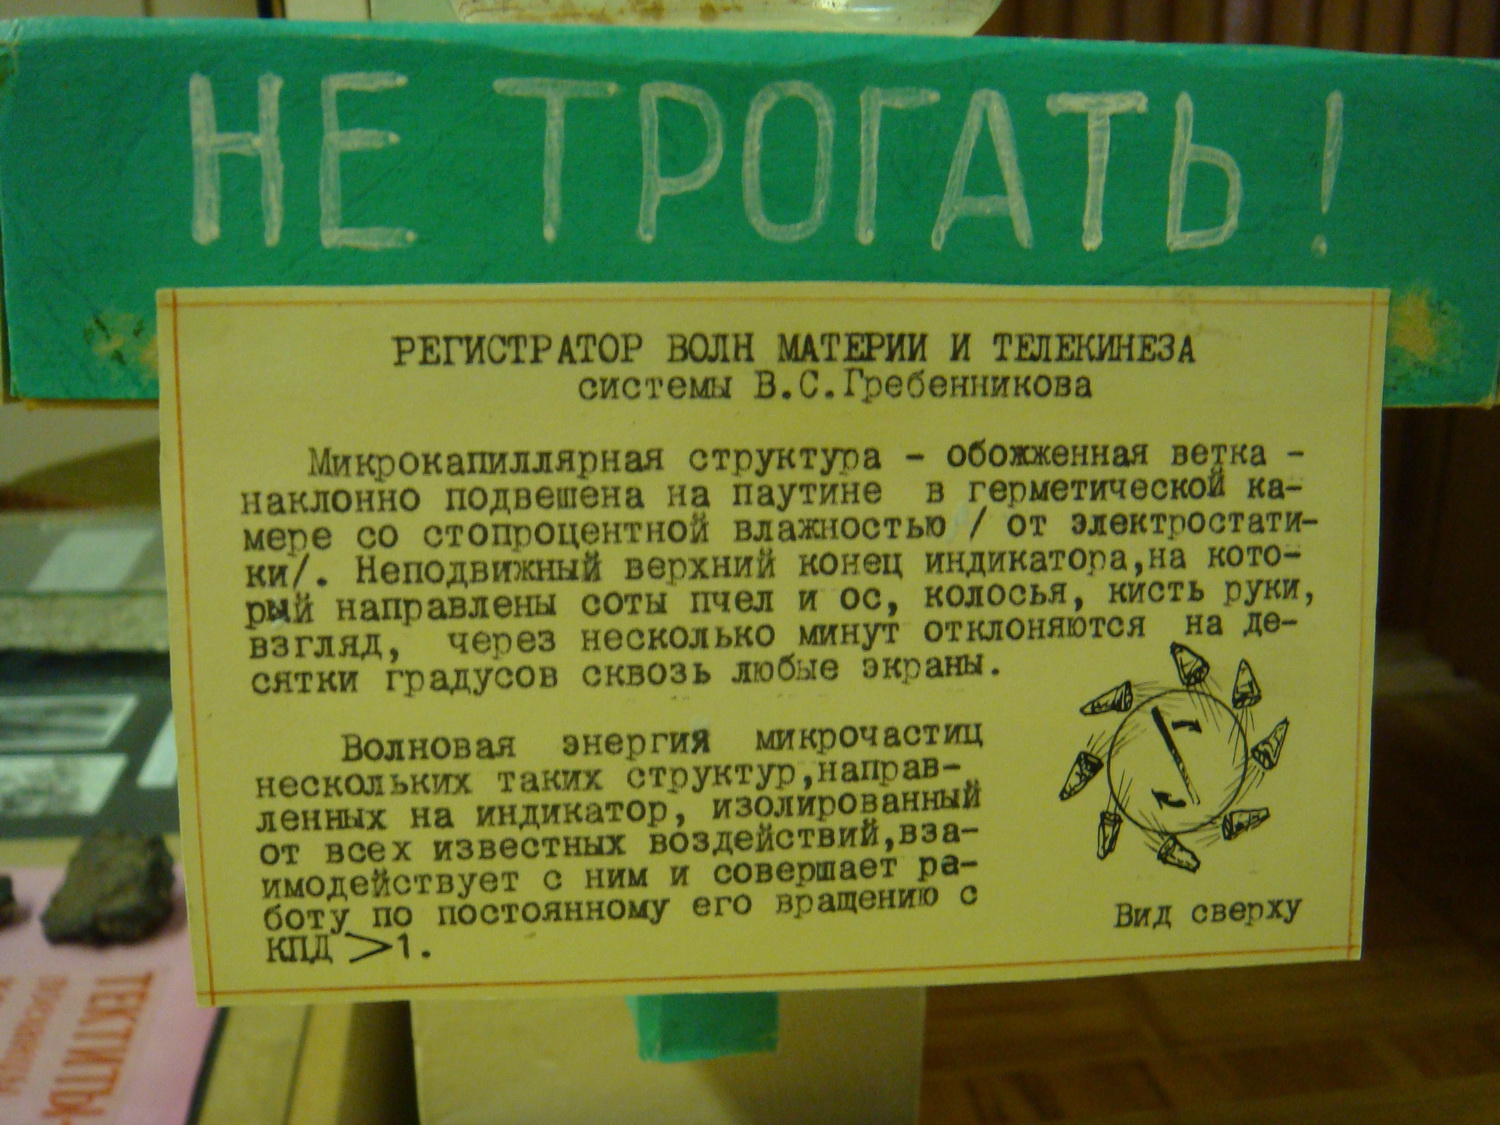 НЕ ТРОГАТЬ!
РЕГИСТРАТОР ВОЛН МАТЕРИИ И ТЕЛЕКИНЕЗА
системы В.С.Гребенникова
Микрокапиллярная структура - обожженная ветка -
наклонно подвешена на паутине в герметической ка-
мере со стопроцентной влажностью / от электростати-
ки/. Неподвижный верхний конец индикатора,на кото-
рый направлены соты пчел и ос, колосья, кисть руки,
взгляд, через несколько минут отклоняются на де-
сятки градусов сквозь любые экраны.
Волновая энергия микрочастиц
нескольких таких структур,направ-
ленных на индикатор, изолированный
от всех известных воздействий,вза-
имодействует с ним и совершает ра-
боту по постоянному его вращению с
КПД >1.
Вид сверху
ТЕКТИТЫ